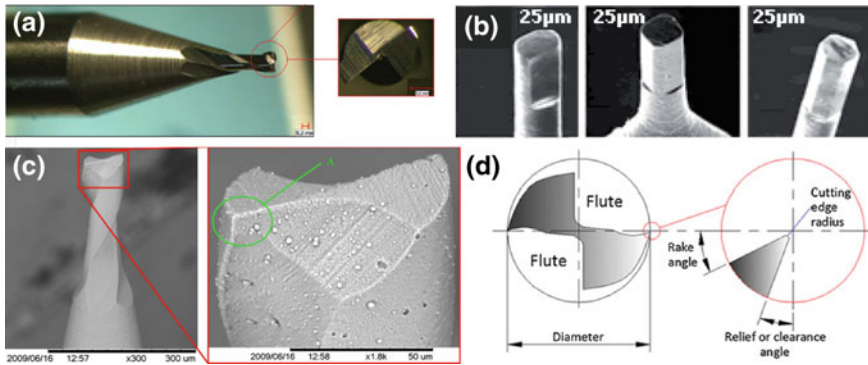 (a)
(b)
25µm
25µm
25µm
(c)
A
2009/06/16 12:57 x300 300 um
2009/06/16 12:58 x1.8k 50 um
(d)
Flute
Flute
Diameter
Cutting
edge
radius
Rake
angle
Relief or clearance
angle